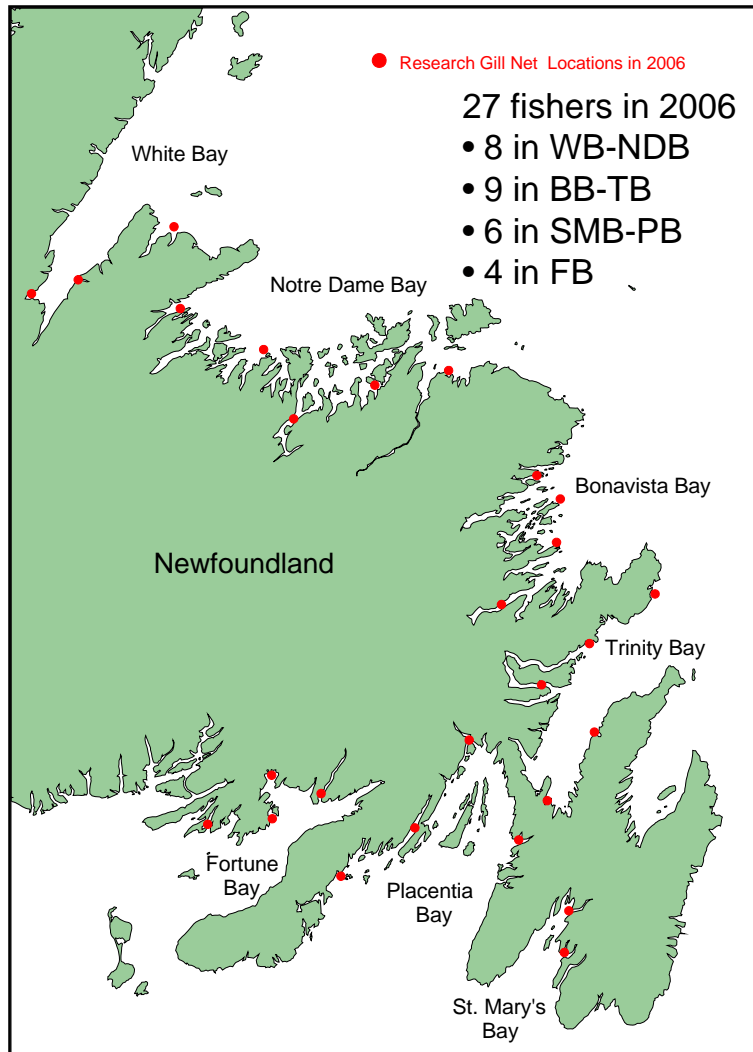 Research Gill Net Locations in 2006
27 fishers in 2006
• 8 in WB-NDB
• 9 in BB-TB
• 6 in SMB-PB
• 4 in FB
White Bay
Notre Dame Bay
Bonavista Bay
Newfoundland
Trinity Bay
Fortune
Bay
Placentia
Bay
St. Mary's
Bay